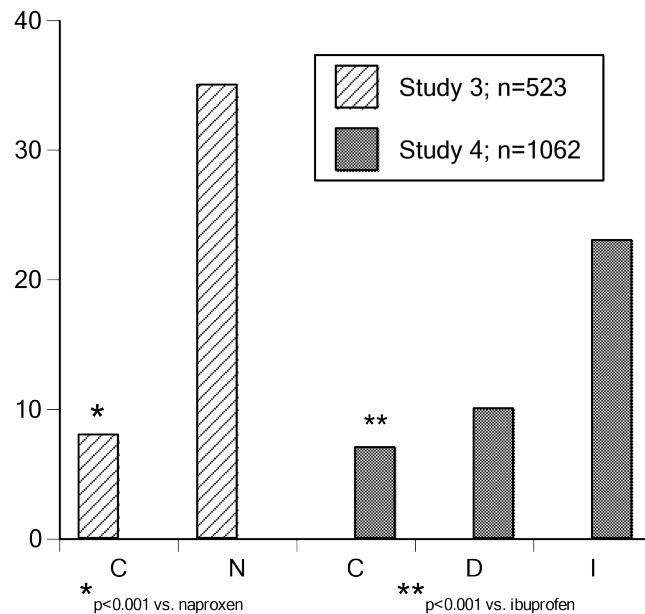 40
30
20
10
0
Study 3; n=523
Study 4; n=1062
*
**
C N C D I
* p<0.001 vs. naproxen ** p<0.001 vs. ibuprofen